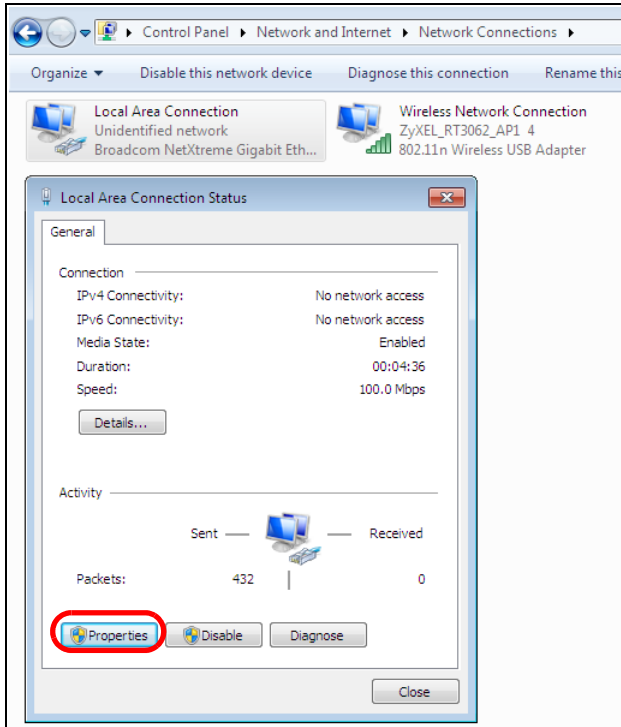 Control Panel ▸ Network and Internet ▸ Network Connections ▸
Organize ▾ Disable this network device Diagnose this connection Rename this
Local Area Connection
Unidentified network
Broadcom NetXtreme Gigabit Eth...
Wireless Network Connection
ZyXEL_RT3062_AP1 4
802.11n Wireless USB Adapter
Local Area Connection Status
General
Connection
IPv4 Connectivity: No network access
IPv6 Connectivity: No network access
Media State: Enabled
Duration: 00:04:36
Speed: 100.0 Mbps
Details...
Activity
Sent Received
Packets: 432 0
Properties Disable Diagnose
Close